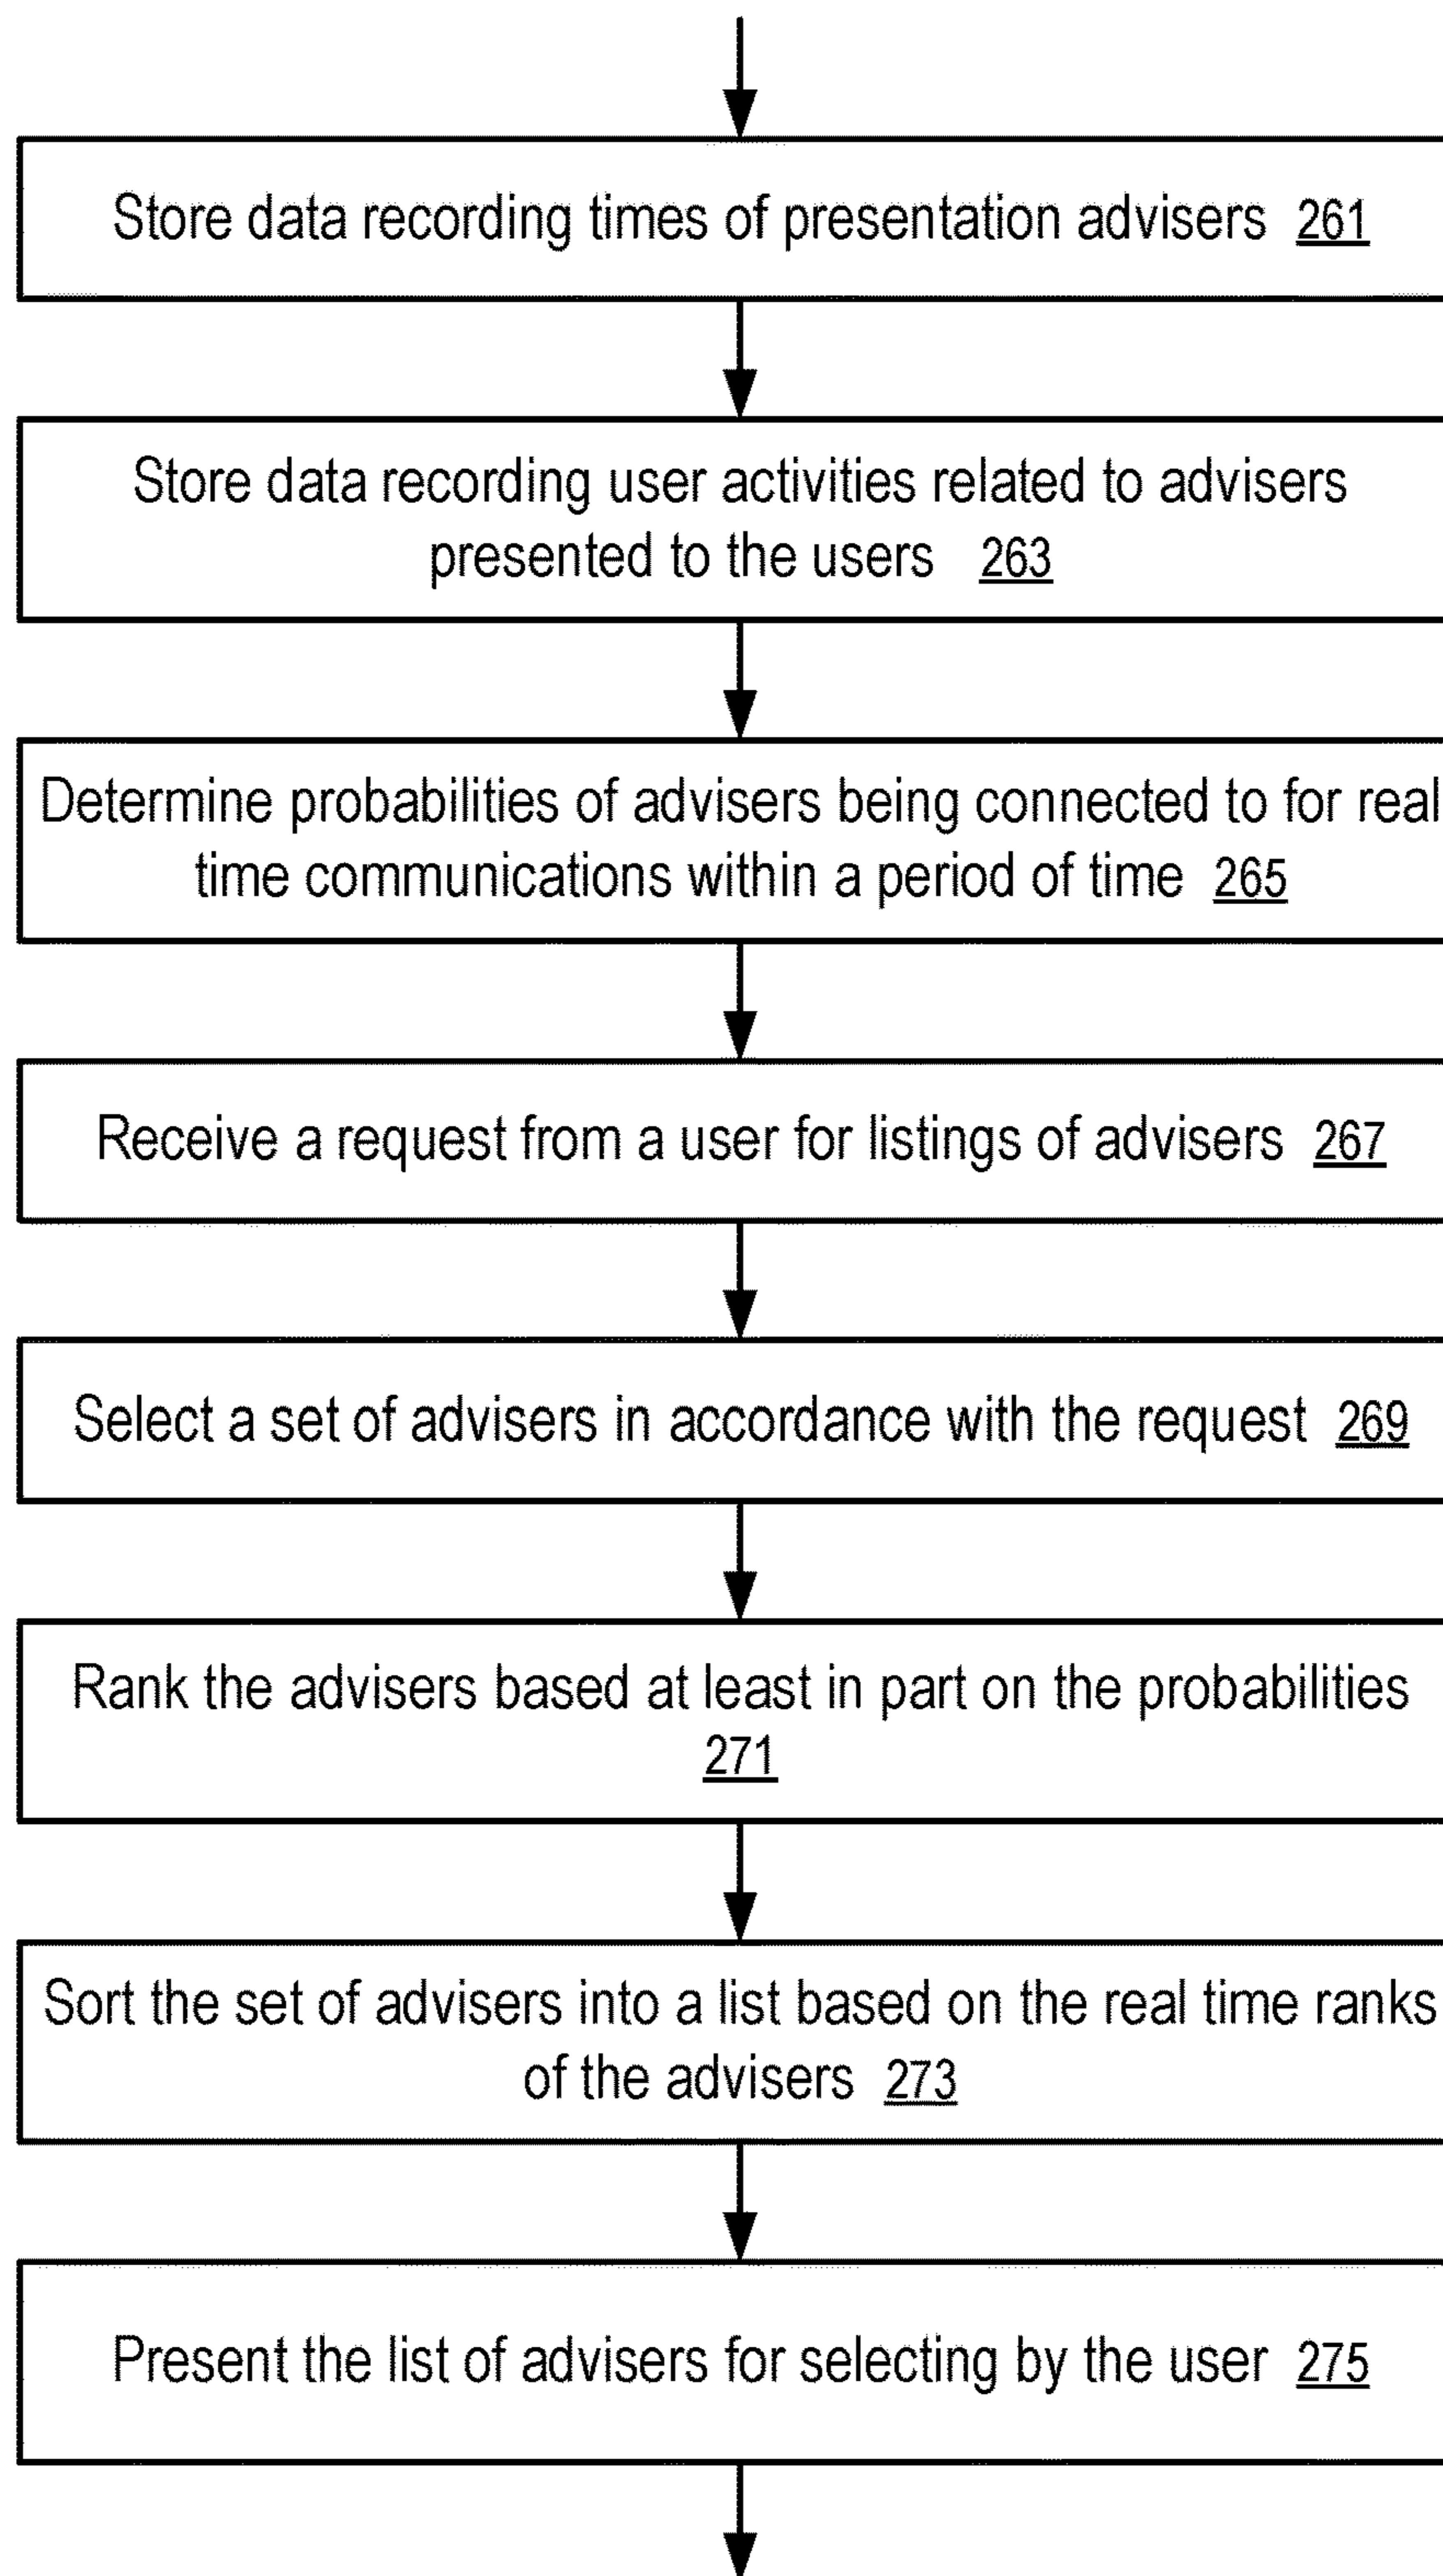 Store data recording times of presentation advisers 261
Store data recording user activities related to advisers
presented to the users 263
Determine probabilities of advisers being connected to for real
time communications within a period of time 265
Receive a request from a user for listings of advisers 267
Select a set of advisers in accordance with the request 269
Rank the advisers based at least in part on the probabilities
271
Sort the set of advisers into a list based on the real time ranks
of the advisers 273
Present the list of advisers for selecting by the user 275